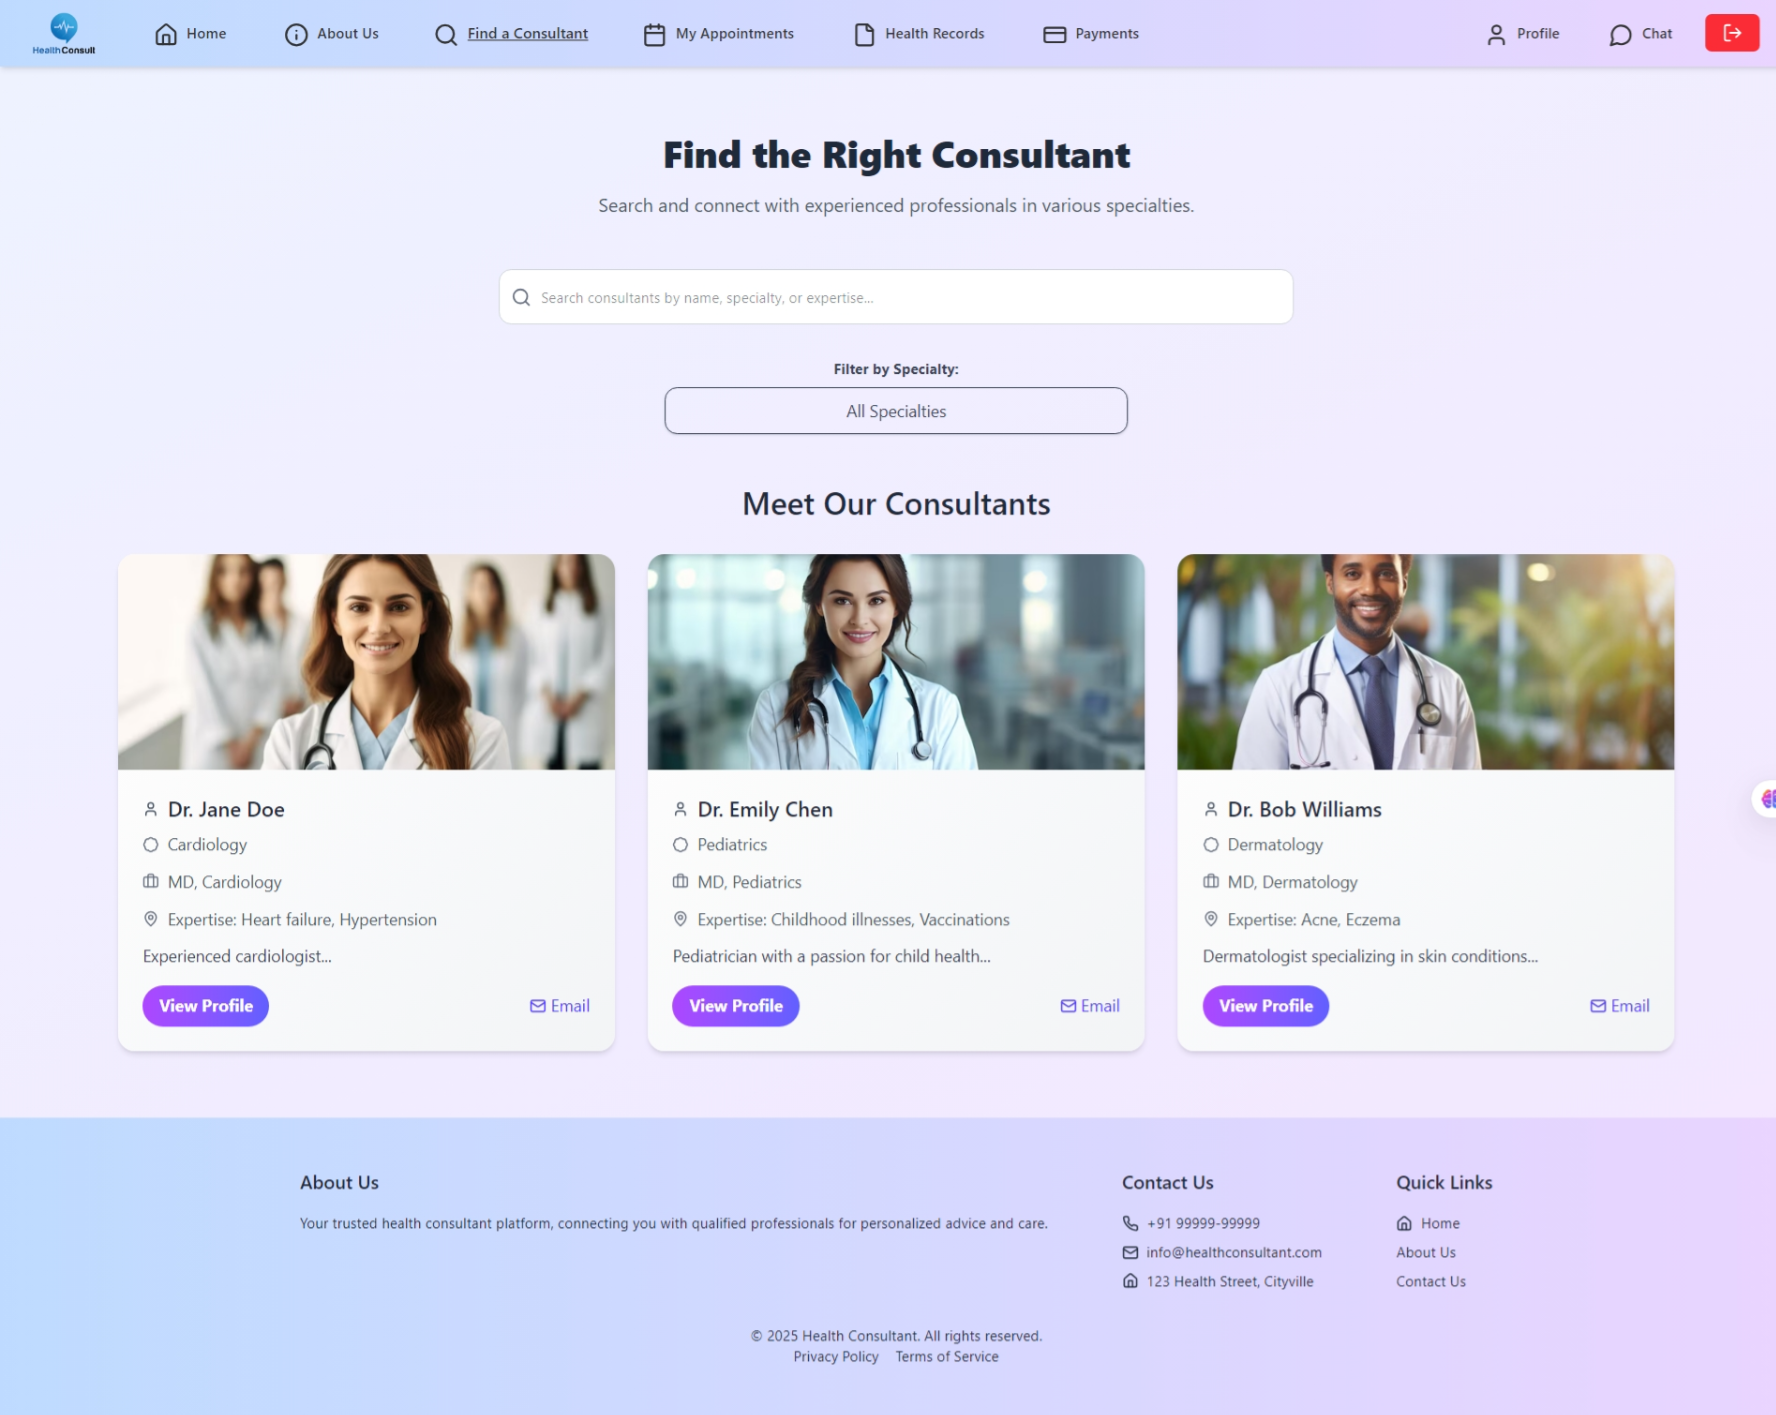 HealthConsult
Home
About Us
Find a Consultant
My Appointments
Health Records
Payments
Profile
Chat
Find the Right Consultant
Search and connect with experienced professionals in various specialties.
Search consultants by name, specialty, or expertise...
Filter by Specialty:
All Specialties
Meet Our Consultants
Dr. Jane Doe
Cardiology
MD, Cardiology
Expertise: Heart failure, Hypertension
Experienced cardiologist...
View Profile
Email
Dr. Emily Chen
Pediatrics
MD, Pediatrics
Expertise: Childhood illnesses, Vaccinations
Pediatrician with a passion for child health...
View Profile
Email
Dr. Bob Williams
Dermatology
MD, Dermatology
Expertise: Acne, Eczema
Dermatologist specializing in skin conditions...
View Profile
Email
About Us
Your trusted health consultant platform, connecting you with qualified professionals for personalized advice and care.
Contact Us
+91 99999-99999
info@healthconsultant.com
123 Health Street, Cityville
Quick Links
Home
About Us
Contact Us
© 2025 Health Consultant. All rights reserved.
Privacy Policy Terms of Service